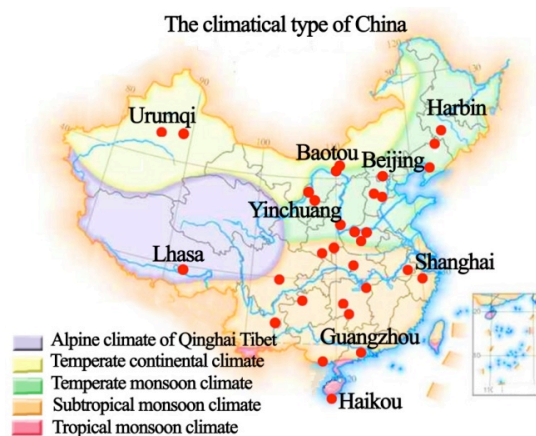 The climatical type of China
Urumqi
Harbin
Baotou
Beijing
Yinchuang
Lhasa
Shanghai
Guangzhou
Haikou
Alpine climate of Qinghai Tibet
Temperate continental climate
Temperate monsoon climate
Subtropical monsoon climate
Tropical monsoon climate